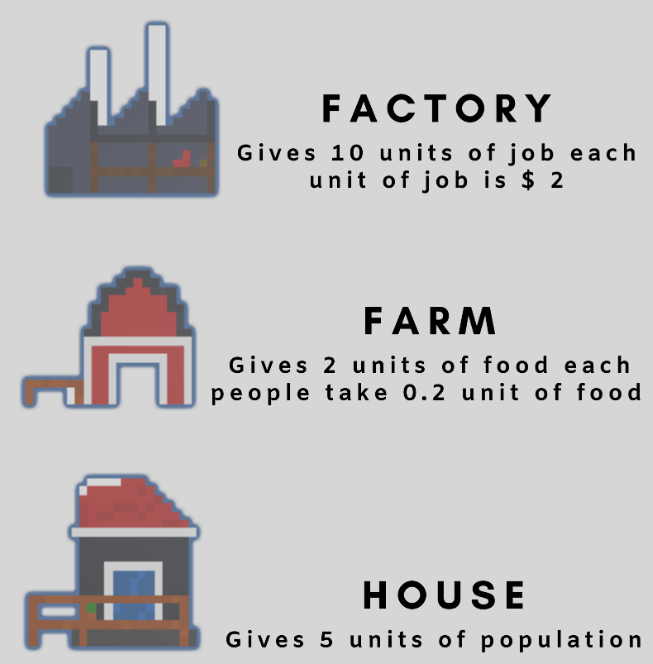 FACTORY
Gives 10 units of job each
unit of job is $ 2
FARM
Gives 2 units of food each
people take 0.2 unit of food
HOUSE
Gives 5 units of population